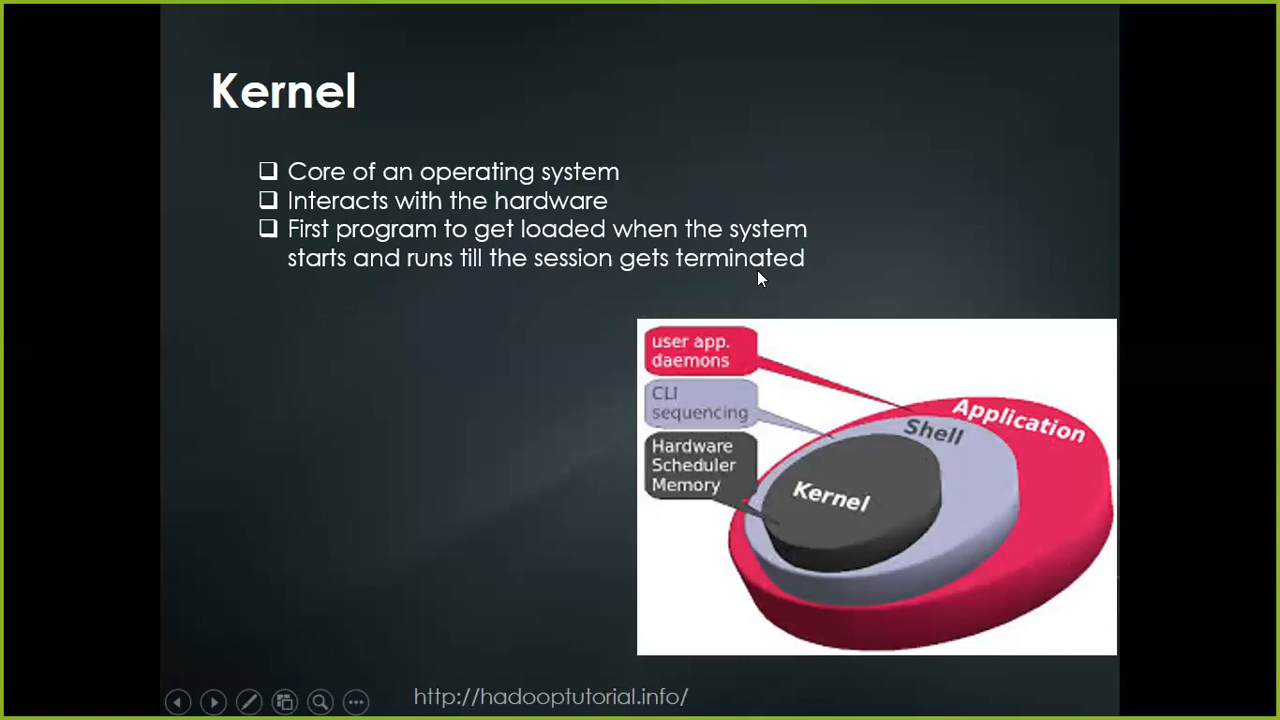 Kernel
❑ Core of an operating system
❑ Interacts with the hardware
❑ First program to get loaded when the system
starts and runs till the session gets terminated
user app.
daemons
CLI
sequencing
Hardware
Scheduler
Memory
Application
Shell
Kernel
http://hadooptutorial.info/